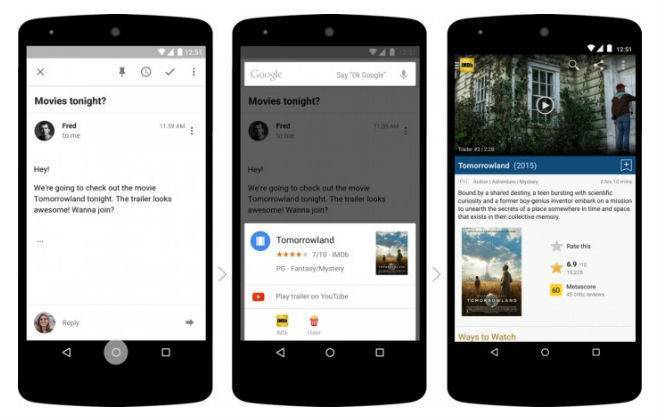 12:51
Movies tonight?
Fred
11:59 AM
to me
Hey!
We're going to check out the movie
Tomorrowland tonight. The trailer looks
awesome! Wanna join?
...
Reply
12:51
Google
Say "Ok Google"
Movies tonight?
Fred
11:59 AM
to me
Hey!
We're going to check out the movie
Tomorrowland tonight. The trailer looks
awesome! Wanna join?
Tomorrowland
7/10 · IMDb
PG · Fantasy/Mystery
Play trailer on YouTube
IMDb
Flixster
12:51
IMDb
Trailer #3 | 2:28
Tomorrowland (2015)
PG Action | Adventure | Mystery
2 hrs, 10 mins
Bound by a shared destiny, a teen bursting with scientific
curiosity and a former boy-genius inventor embark on a mission
to unearth the secrets of a place somewhere in time and space
that exists in their collective memory.
TOMORROWLAND
Rate this
6.9 /10
60
Metascore
45 critic reviews
Ways to Watch